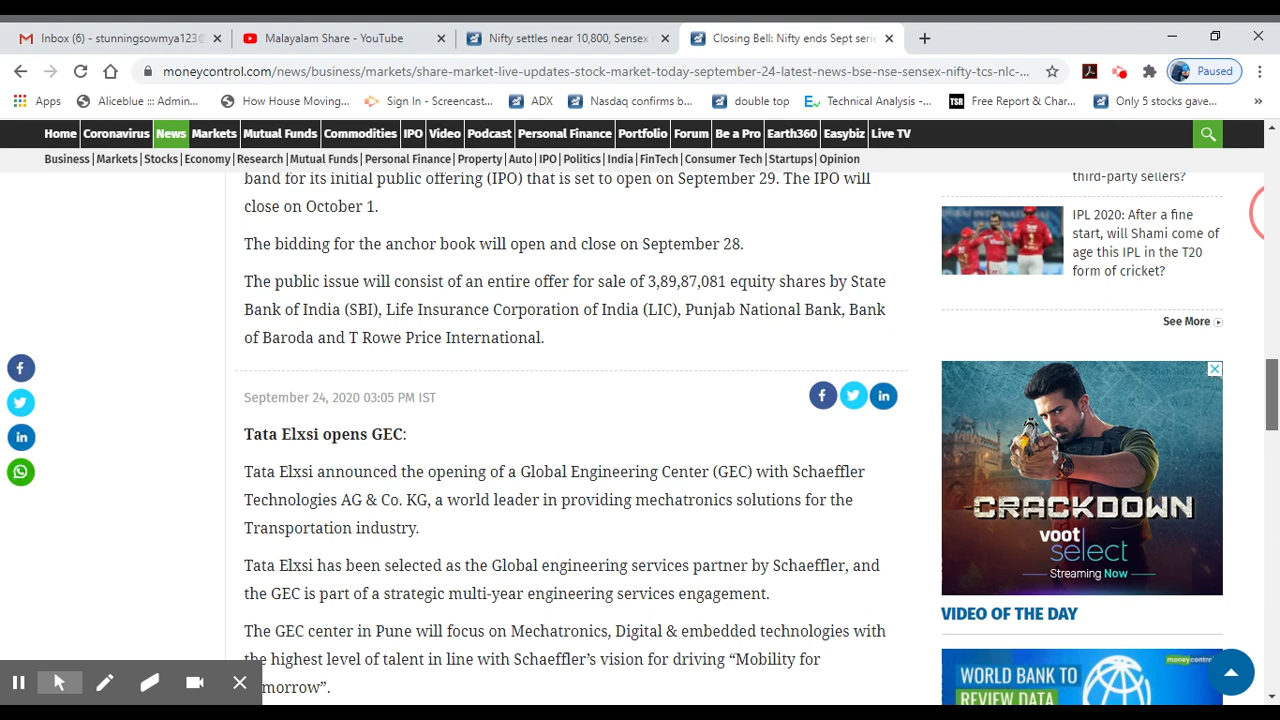 Inbox (6) - stunningsowmya123@
Malayalam Share - YouTube
Nifty settles near 10,800, Sensex
Closing Bell: Nifty ends Sept seri
moneycontrol.com/news/business/markets/share-market-live-updates-stock-market-today-september-24-latest-news-bse-nse-sensex-nifty-tcs-nlc-...
Paused
Apps
Aliceblue ::: Admin...
How House Moving...
Sign In - Screencast...
ADX
Nasdaq confirms b...
double top
Technical Analysis -...
TSR Free Report & Char...
Only 5 stocks gave...
Home Coronavirus News Markets Mutual Funds Commodities IPO Video Podcast Personal Finance Portfolio Forum Be a Pro Earth360 Easybiz Live TV
Business | Markets | Stocks | Economy | Research | Mutual Funds | Personal Finance | Property | Auto | IPO | Politics | India | FinTech | Consumer Tech | Startups | Opinion
band for its initial public offering (IPO) that is set to open on September 29. The IPO will
close on October 1.
The bidding for the anchor book will open and close on September 28.
The public issue will consist of an entire offer for sale of 3,89,87,081 equity shares by State
Bank of India (SBI), Life Insurance Corporation of India (LIC), Punjab National Bank, Bank
of Baroda and T Rowe Price International.
September 24, 2020 03:05 PM IST
Tata Elxsi opens GEC:
Tata Elxsi announced the opening of a Global Engineering Center (GEC) with Schaeffler
Technologies AG & Co. KG, a world leader in providing mechatronics solutions for the
Transportation industry.
Tata Elxsi has been selected as the Global engineering services partner by Schaeffler, and
the GEC is part of a strategic multi-year engineering services engagement.
The GEC center in Pune will focus on Mechatronics, Digital & embedded technologies with
the highest level of talent in line with Schaeffler's vision for driving “Mobility for
omorrow”.
third-party sellers?
IPL 2020: After a fine
start, will Shami come of
age this IPL in the T20
form of cricket?
See More
CRACKDOWN
voot
select
Streaming Now
VIDEO OF THE DAY
moneycontrol
WORLD BANK TO
REVIEW DATA